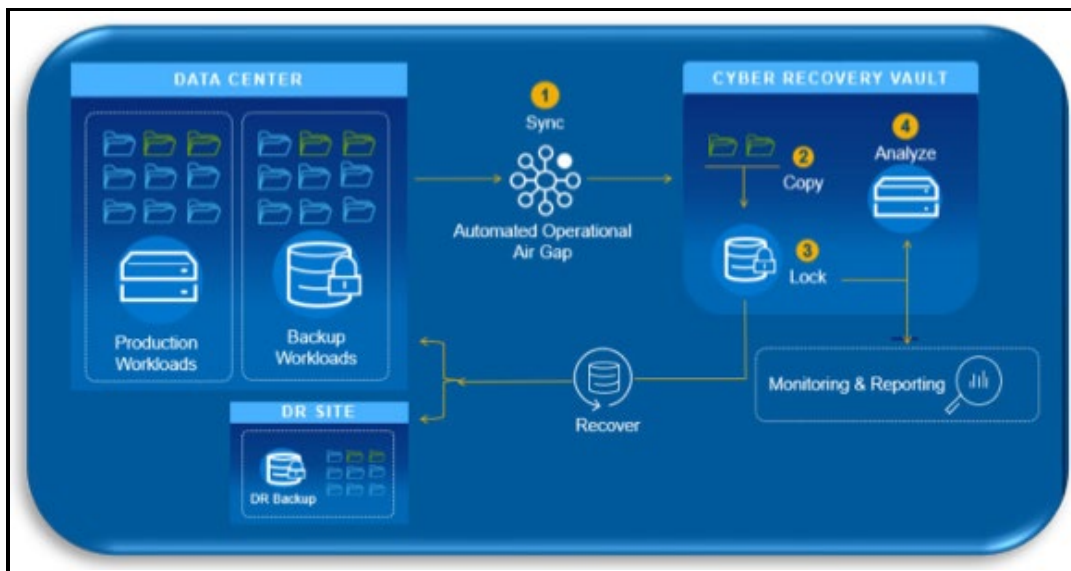 DATA CENTER
Production
Workloads
Backup
Workloads
1
Sync
Automated Operational
Air Gap
CYBER RECOVERY VAULT
2
Copy
3
Lock
4
Analyze
Monitoring & Reporting
Recover
DR SITE
DR Backup